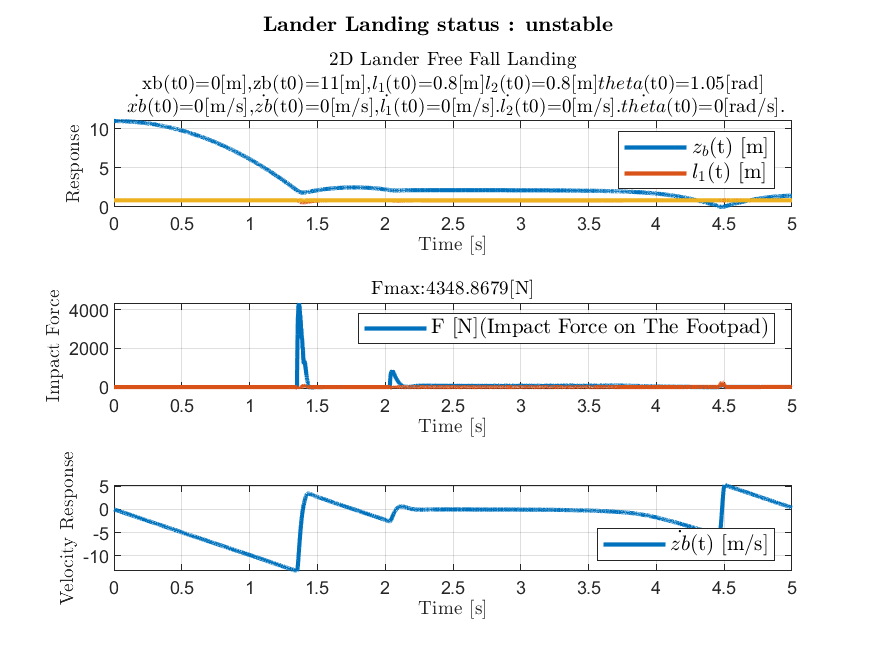 Lander Landing status : unstable
2D Lander Free Fall Landing
xb(t0)=0[m],zb(t0)=11[m],l₁(t0)=0.8[m]l₂(t0)=0.8[m]theta(t0)=1.05[rad]
ẋb(t0)=0[m/s],żb(t0)=0[m/s],l̇₁(t0)=0[m/s].l̇₂(t0)=0[m/s].thėta(t0)=0[rad/s].
Response
10
5
0
z_b(t) [m]
l₁(t) [m]
0 0.5 1 1.5 2 2.5 3 3.5 4 4.5 5
Time [s]
Fmax:4348.8679[N]
Impact Force
4000
2000
0
F [N](Impact Force on The Footpad)
0 0.5 1 1.5 2 2.5 3 3.5 4 4.5 5
Time [s]
Velocity Response
5
0
-5
-10
żb(t) [m/s]
0 0.5 1 1.5 2 2.5 3 3.5 4 4.5 5
Time [s]